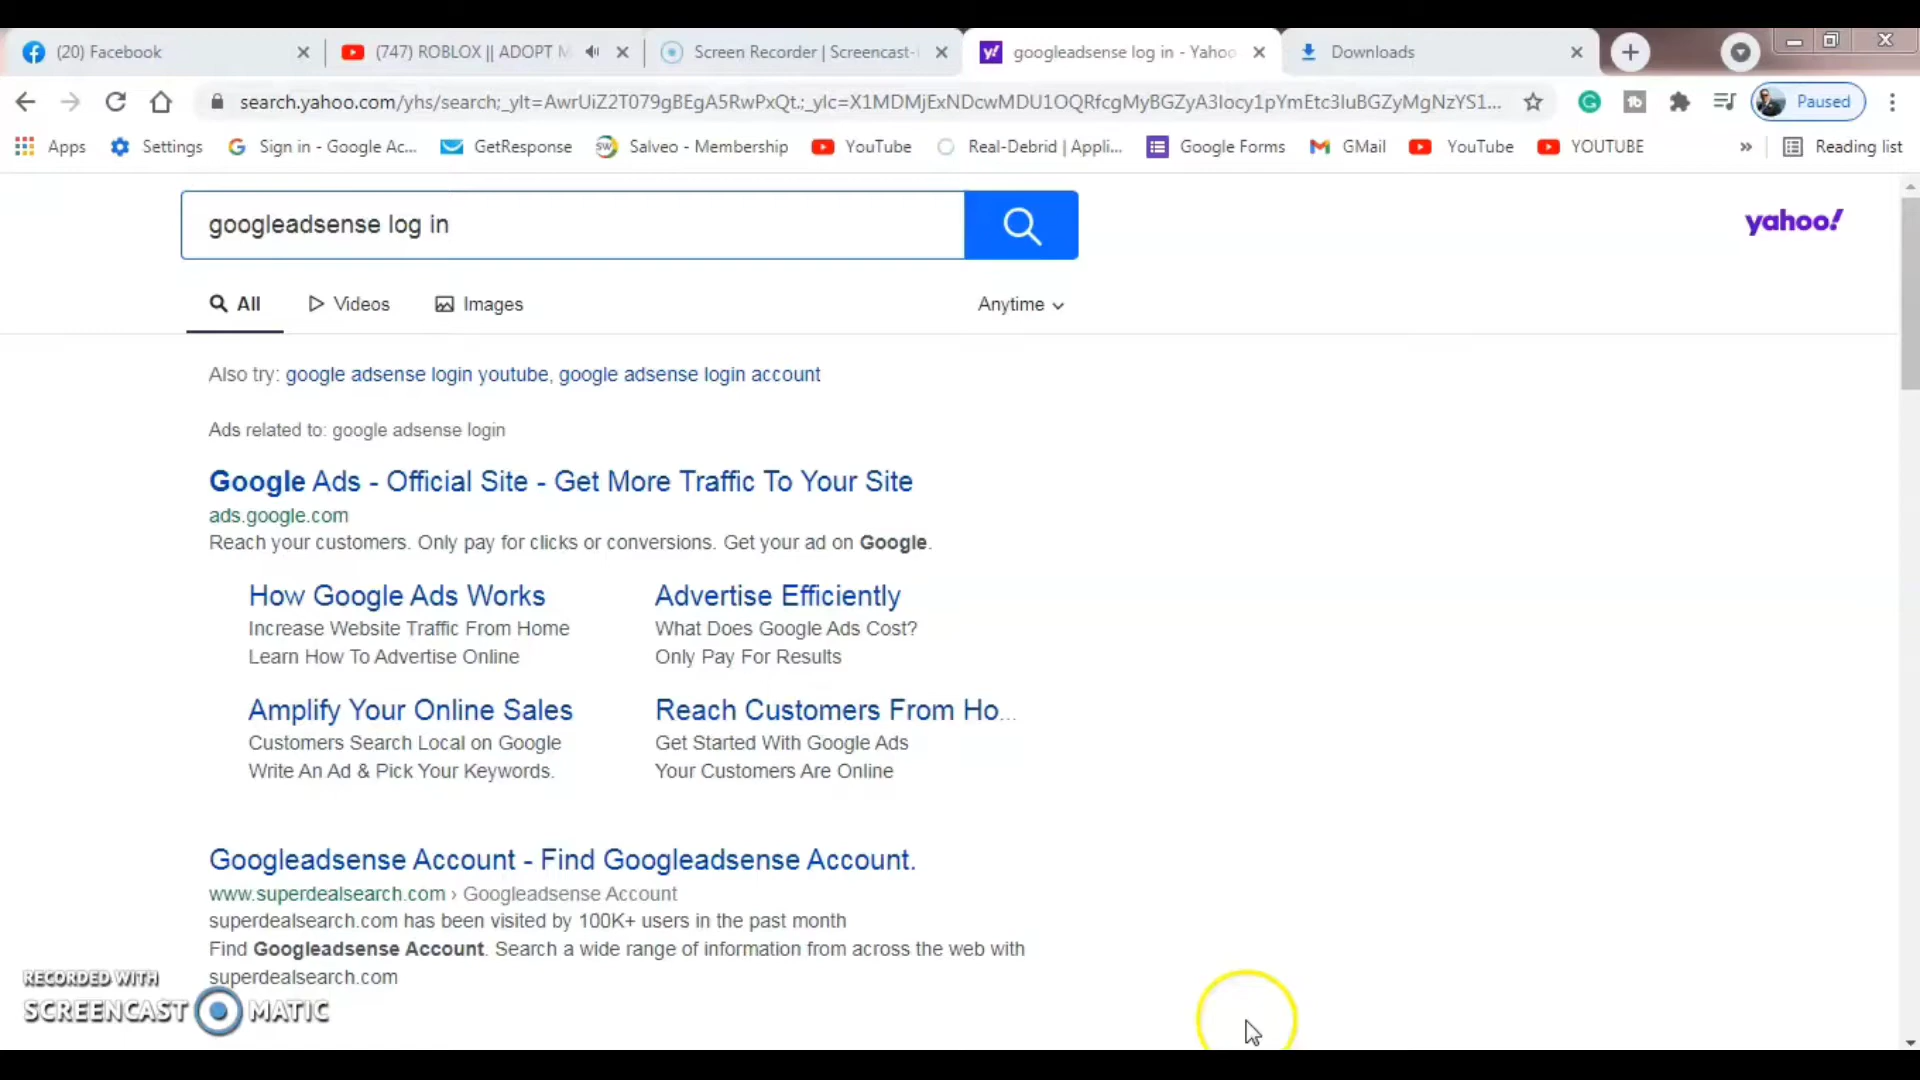 (20) Facebook
(747) ROBLOX || ADOPT M
Screen Recorder | Screencast-
googleadsense log in - Yahoo
Downloads
search.yahoo.com/yhs/search;_ylt=AwrUiZ2T079gBEgA5RwPxQt.;_ylc=X1MDMjExNDcwMDU1OQRfcgMyBGZyA3locy1pYmEtc3luBGZyMgNzYS1...
Paused
Apps
Settings
Sign in - Google Ac...
GetResponse
Salveo - Membership
YouTube
Real-Debrid | Appli...
Google Forms
GMail
YouTube
YOUTUBE
»
Reading list
googleadsense log in
yahoo!
All
Videos
Images
Anytime
Also try: google adsense login youtube, google adsense login account
Ads related to: google adsense login
Google Ads - Official Site - Get More Traffic To Your Site
ads.google.com
Reach your customers. Only pay for clicks or conversions. Get your ad on Google.
How Google Ads Works
Increase Website Traffic From Home
Learn How To Advertise Online
Advertise Efficiently
What Does Google Ads Cost?
Only Pay For Results
Amplify Your Online Sales
Customers Search Local on Google
Write An Ad & Pick Your Keywords.
Reach Customers From Ho...
Get Started With Google Ads
Your Customers Are Online
Googleadsense Account - Find Googleadsense Account.
www.superdealsearch.com › Googleadsense Account
superdealsearch.com has been visited by 100K+ users in the past month
Find Googleadsense Account. Search a wide range of information from across the web with
superdealsearch.com
RECORDED WITH
SCREENCAST MATIC